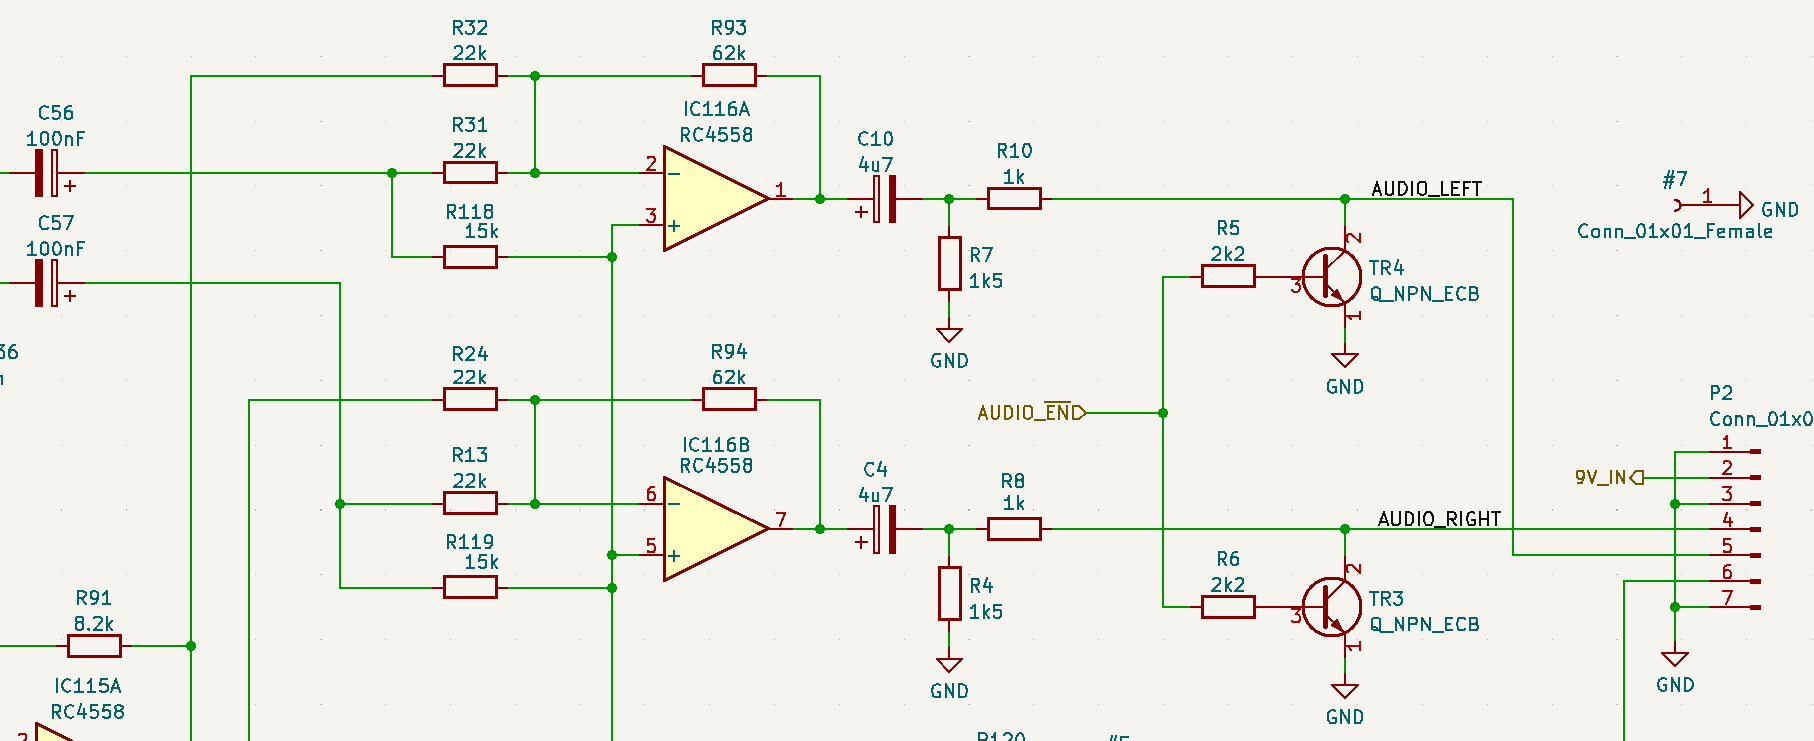 R32
22k
R93
62k
C56
100nF
R31
22k
IC116A
RC4558
2
3
1
C10
4u7
R10
1k
AUDIO_LEFT
#7
1
GND
Conn_01x01_Female
C57
100nF
R118
15k
R7
1k5
GND
R5
2k2
3
2
1
TR4
Q_NPN_ECB
GND
36
R24
22k
R94
62k
AUDIO_EN
P2
Conn_01x0
1
2
3
4
5
6
7
9V_IN
GND
R13
22k
IC116B
RC4558
6
5
7
C4
4u7
R8
1k
AUDIO_RIGHT
R119
15k
R4
1k5
GND
R6
2k2
3
2
1
TR3
Q_NPN_ECB
GND
R91
8.2k
IC115A
RC4558
2
R120